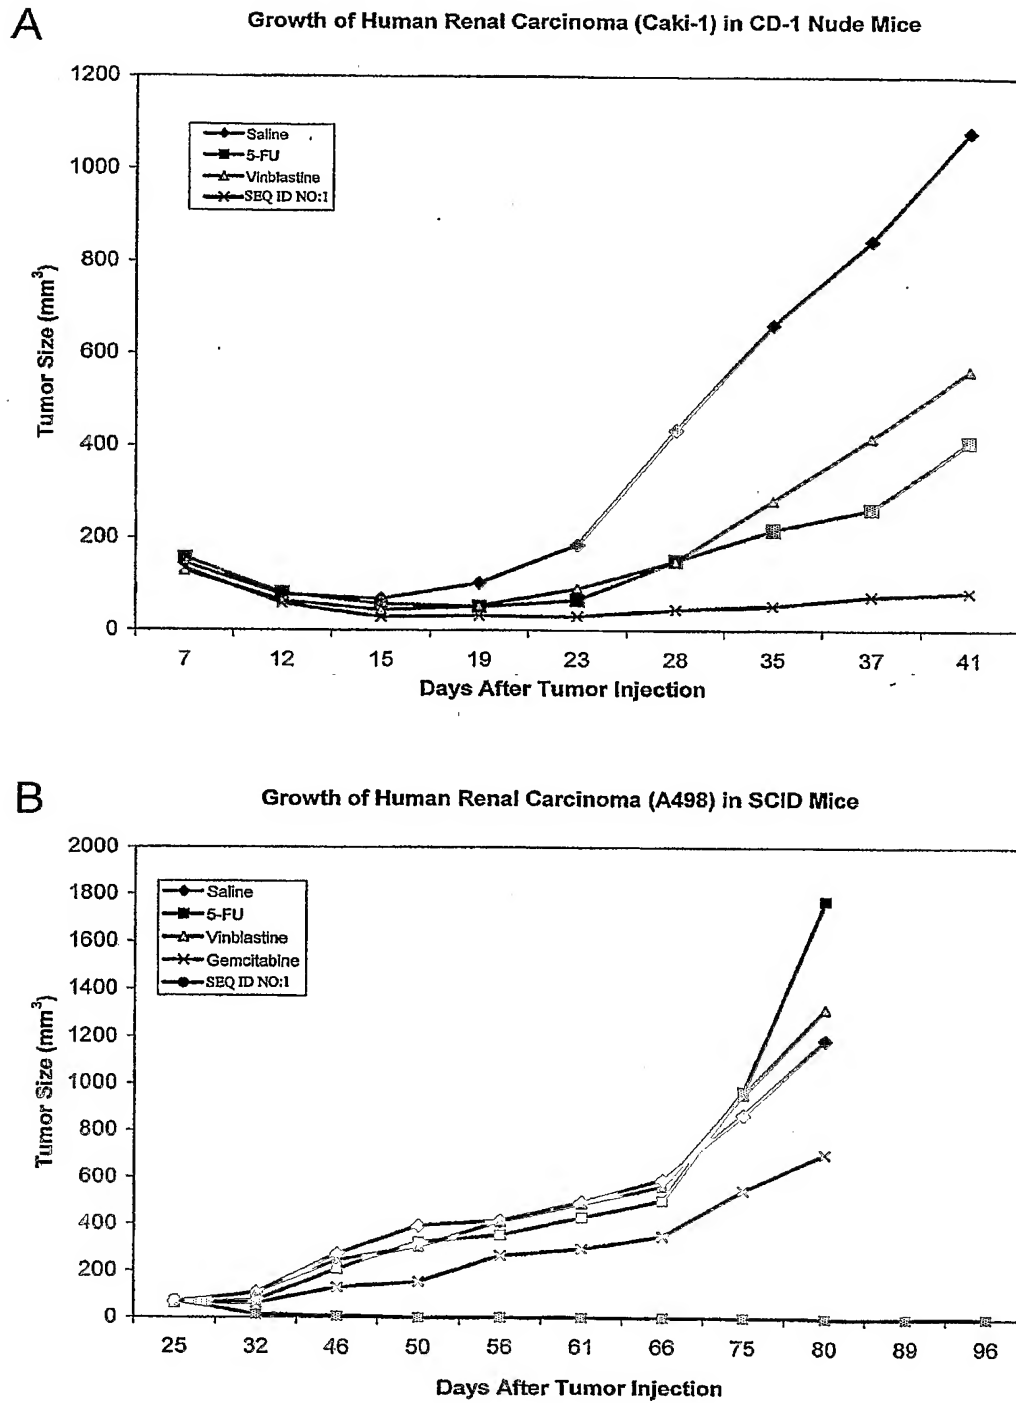 A
Growth of Human Renal Carcinoma (Caki-1) in CD-1 Nude Mice
1200
1000
800
600
400
200
0
Tumor Size (mm³)
Saline
5-FU
Vinblastine
SEQ ID NO:1
7 12 15 19 23 28 35 37 41
Days After Tumor Injection
B
Growth of Human Renal Carcinoma (A498) in SCID Mice
2000
1800
1600
1400
1200
1000
800
600
400
200
0
Tumor Size (mm³)
Saline
5-FU
Vinblastine
Gemcitabine
SEQ ID NO:1
25 32 46 50 56 61 66 75 80 89 96
Days After Tumor Injection